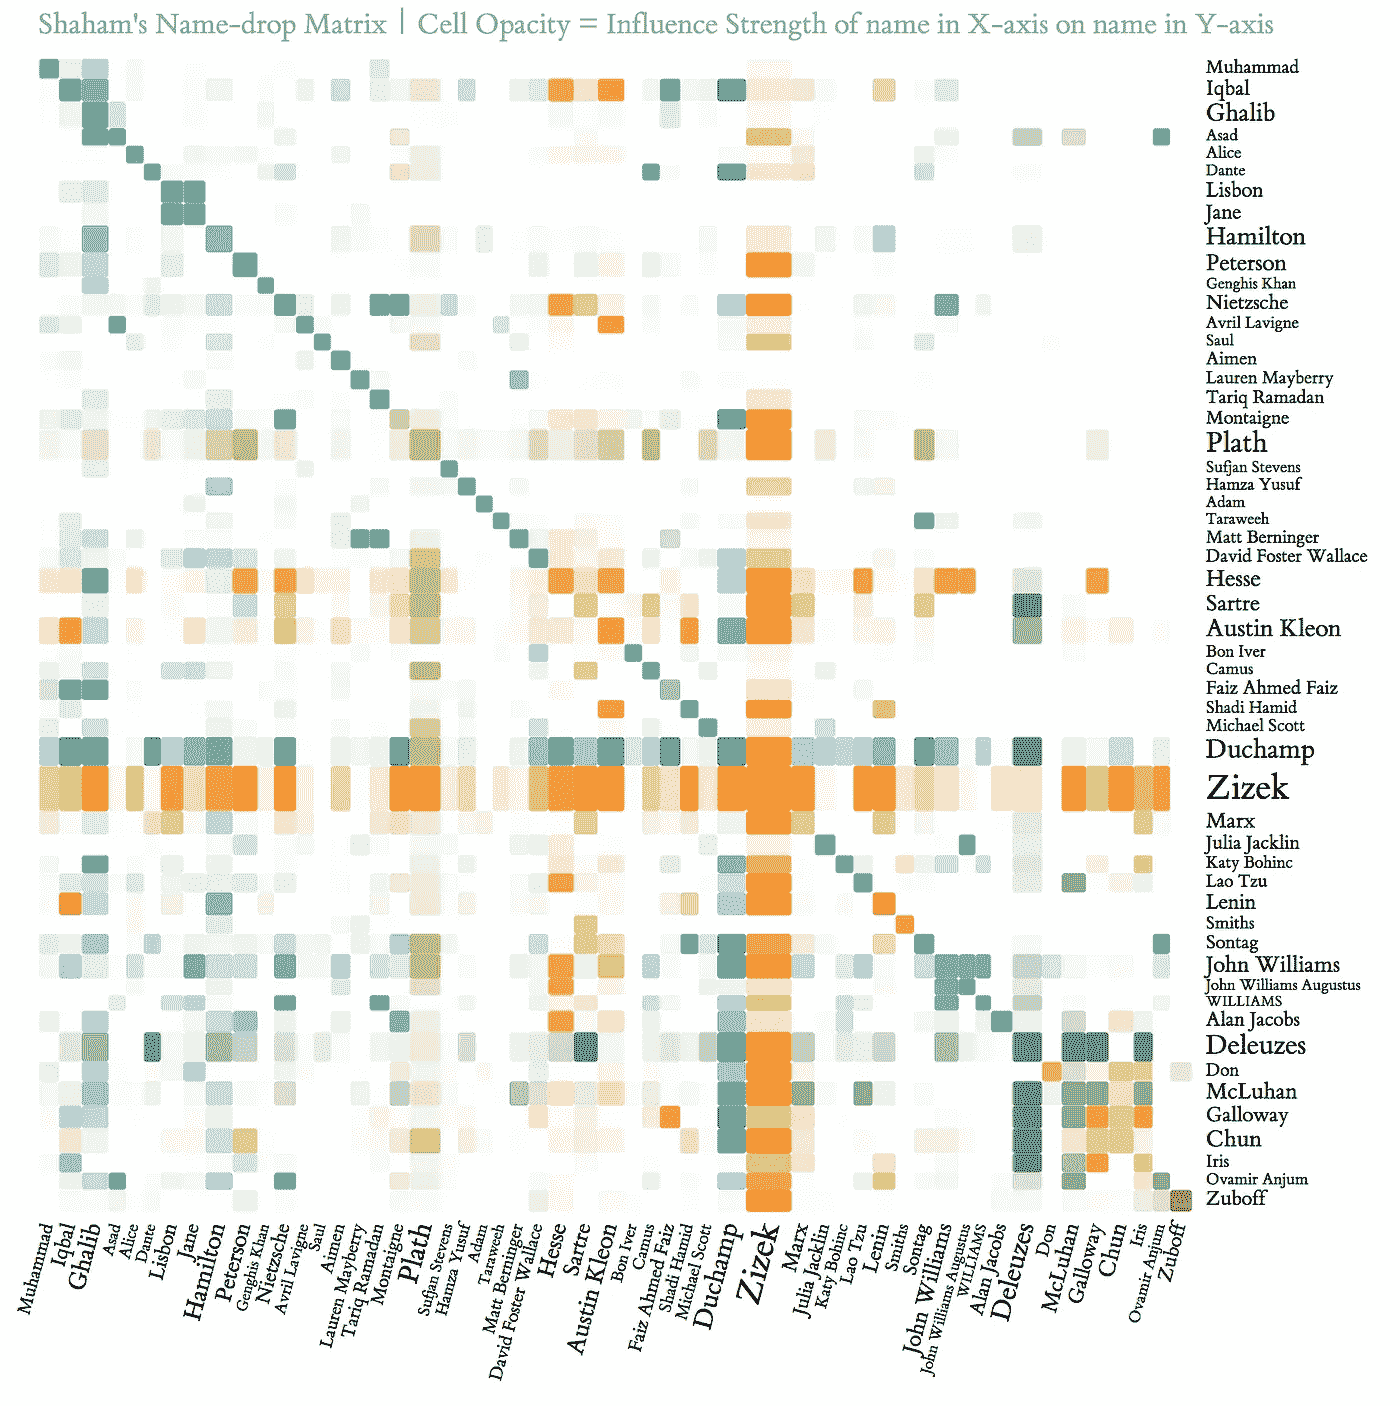 Shaham's Name-drop Matrix | Cell Opacity = Influence Strength of name in X-axis on name in Y-axis
Muhammad
Iqbal
Ghalib
Asad
Alice
Dante
Lisbon
Jane
Hamilton
Peterson
Genghis Khan
Nietzsche
Avril Lavigne
Saul
Aimen
Lauren Mayberry
Tariq Ramadan
Montaigne
Plath
Sufjan Stevens
Hamza Yusuf
Adam
Taraweeh
Matt Berninger
David Foster Wallace
Hesse
Sartre
Austin Kleon
Bon Iver
Camus
Faiz Ahmed Faiz
Shadi Hamid
Michael Scott
Duchamp
Zizek
Marx
Julia Jacklin
Katy Bohinc
Lao Tzu
Lenin
Smiths
Sontag
John Williams
John Williams Augustus
WILLIAMS
Alan Jacobs
Deleuzes
Don
McLuhan
Galloway
Chun
Iris
Ovamir Anjum
Zuboff
Muhammad
Iqbal
Ghalib
Asad
Alice
Dante
Lisbon
Jane
Hamilton
Peterson
Genghis Khan
Nietzsche
Avril Lavigne
Saul
Aimen
Lauren Mayberry
Tariq Ramadan
Montaigne
Plath
Sufjan Stevens
Hamza Yusuf
Adam
Taraweeh
Matt Berninger
David Foster Wallace
Hesse
Sartre
Austin Kleon
Bon Iver
Camus
Faiz Ahmed Faiz
Shadi Hamid
Michael Scott
Duchamp
Zizek
Marx
Julia Jacklin
Katy Bohinc
Lao Tzu
Lenin
Smiths
Sontag
John Williams
John Williams Augustus
WILLIAMS
Alan Jacobs
Deleuzes
Don
McLuhan
Galloway
Chun
Iris
Ovamir Anjum
Zuboff